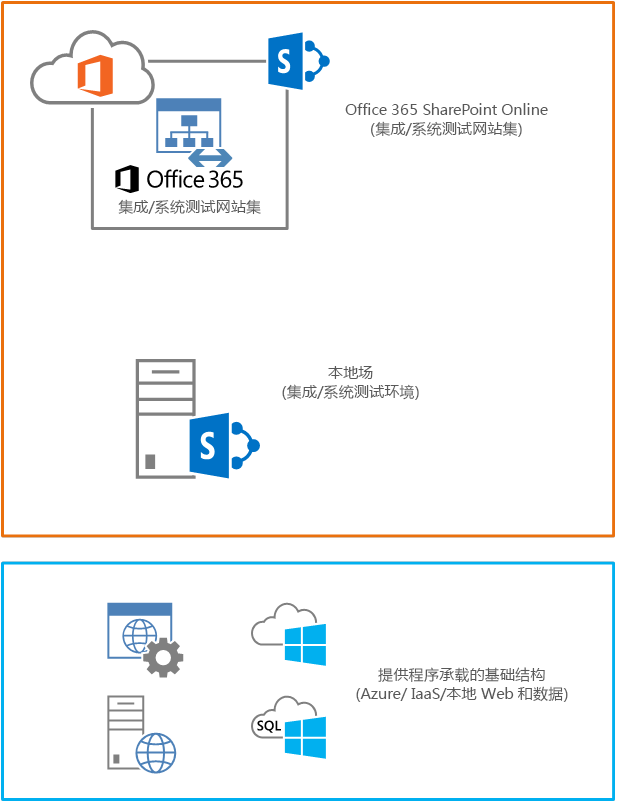 Office 365 SharePoint Online
(集成/系统测试网站集)
Office 365
集成/系统测试网站集
本地场
(集成/系统测试环境)
提供程序承载的基础结构
(Azure/ IaaS/本地 Web 和数据)
SQL